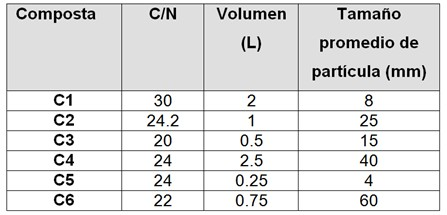 Composta C/N Volumen Tamaño
(L) promedio de
partícula (mm)
C1 30 2 8
C2 24.2 1 25
C3 20 0.5 15
C4 24 2.5 40
C5 24 0.25 4
C6 22 0.75 60